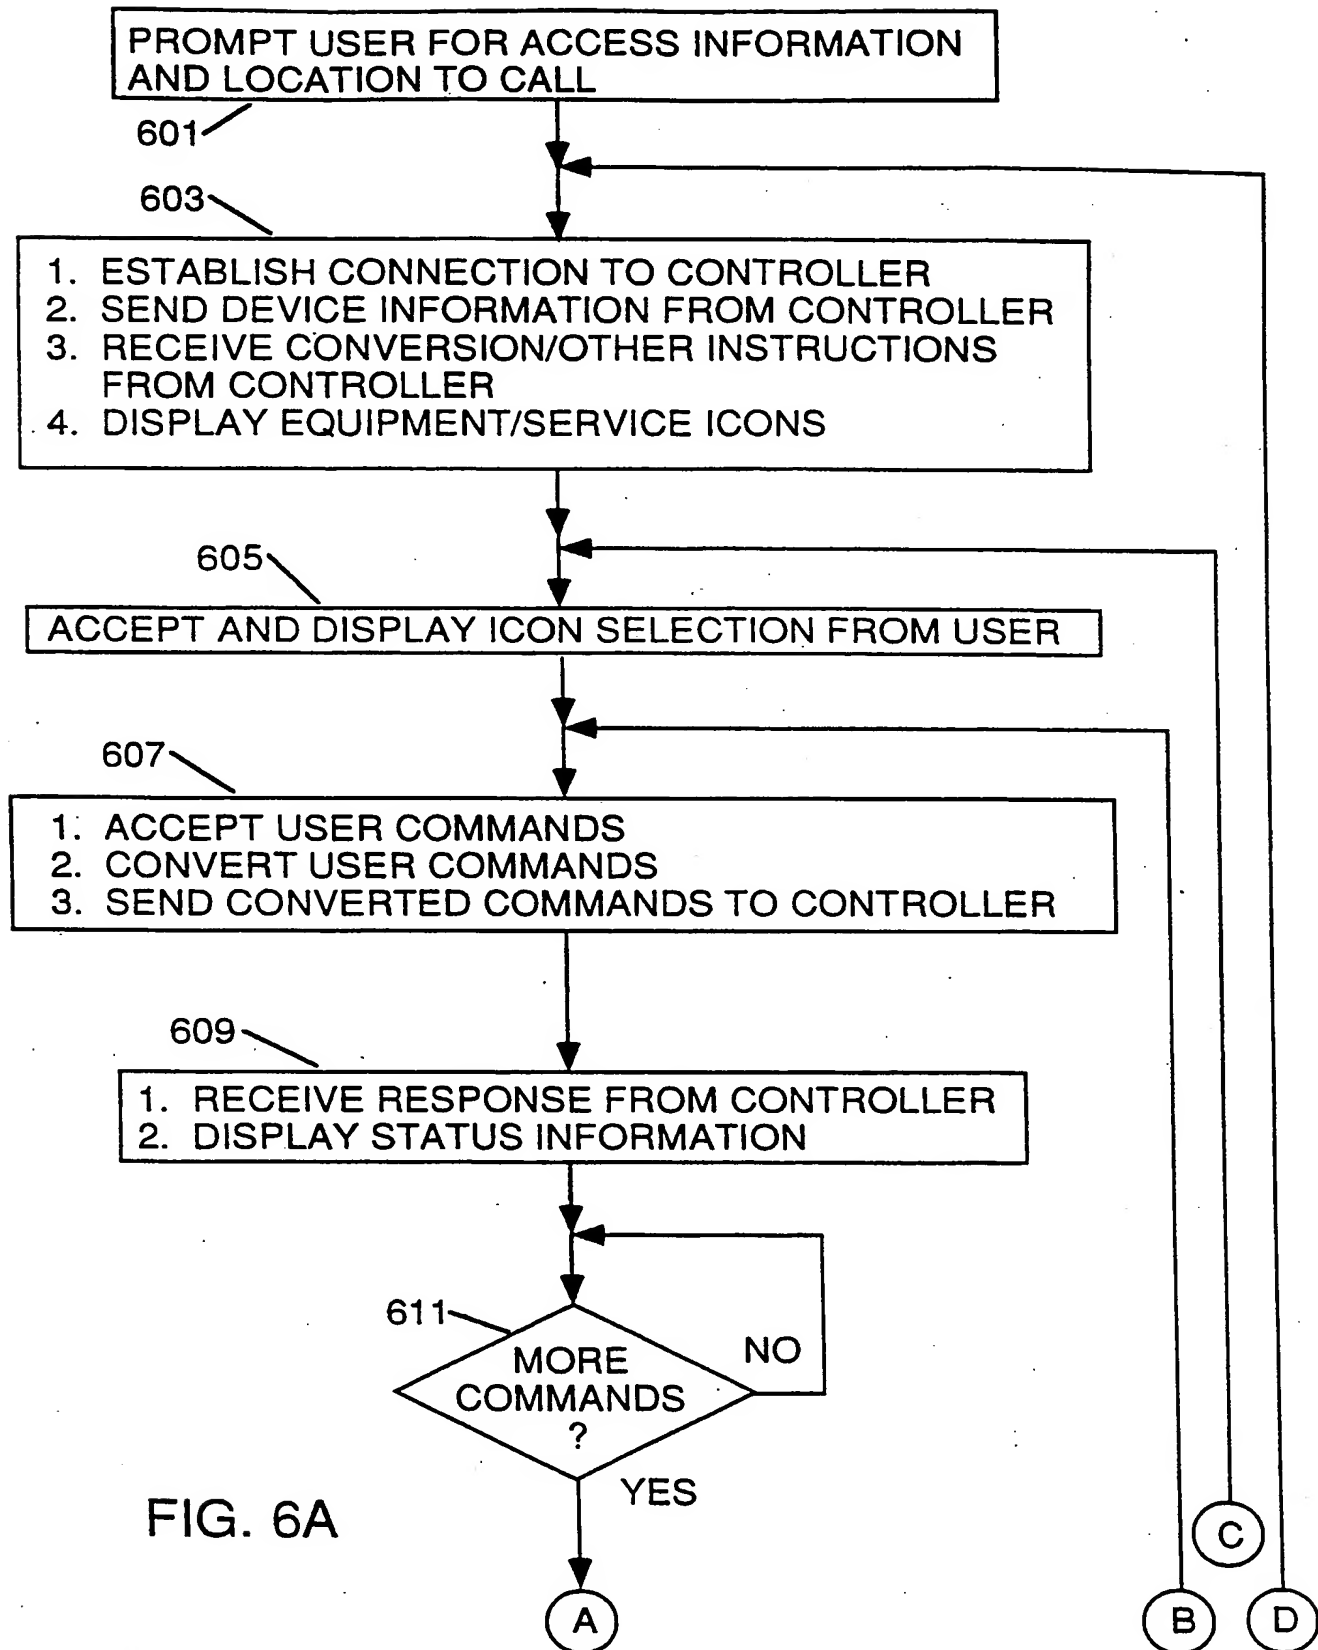 PROMPT USER FOR ACCESS INFORMATION
AND LOCATION TO CALL
601
603
1. ESTABLISH CONNECTION TO CONTROLLER
2. SEND DEVICE INFORMATION FROM CONTROLLER
3. RECEIVE CONVERSION/OTHER INSTRUCTIONS
FROM CONTROLLER
4. DISPLAY EQUIPMENT/SERVICE ICONS
605
ACCEPT AND DISPLAY ICON SELECTION FROM USER
607
1. ACCEPT USER COMMANDS
2. CONVERT USER COMMANDS
3. SEND CONVERTED COMMANDS TO CONTROLLER
609
1. RECEIVE RESPONSE FROM CONTROLLER
2. DISPLAY STATUS INFORMATION
611
MORE
COMMANDS
?
NO
YES
FIG. 6A
C
A
B
D